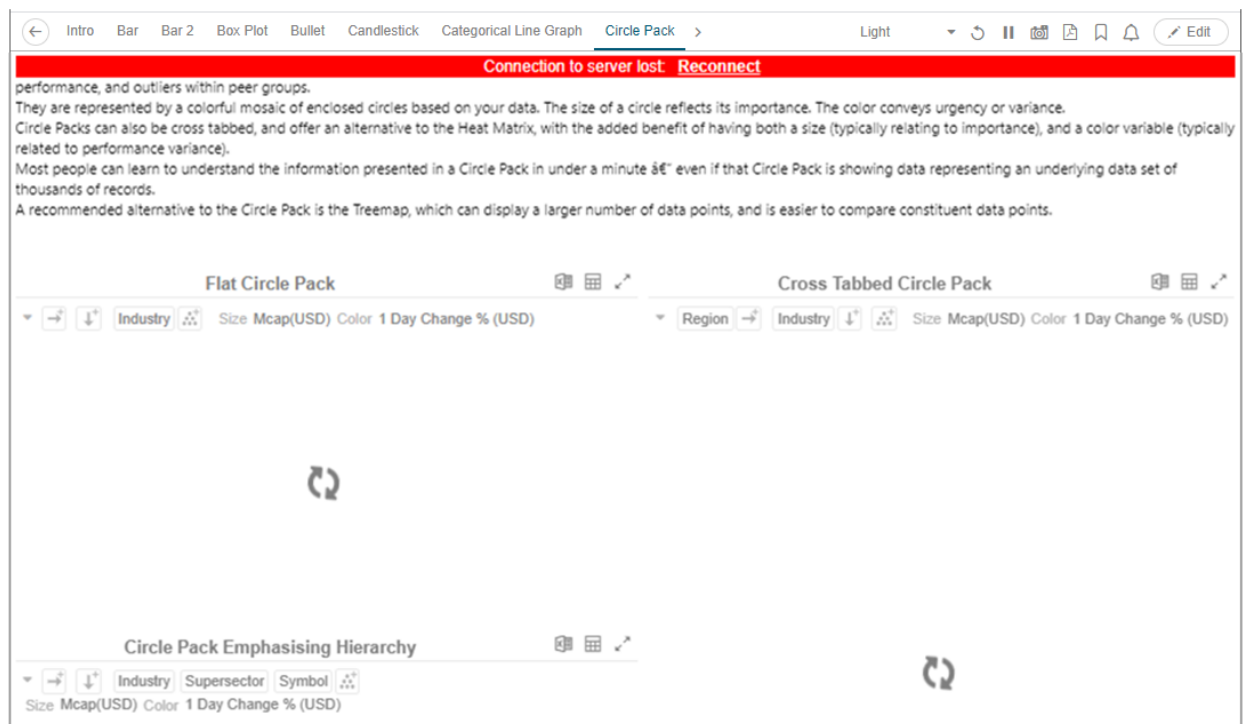 Intro Bar Bar 2 Box Plot Bullet Candlestick Categorical Line Graph Circle Pack Light Edit
Connection to server lost: Reconnect
performance, and outliers within peer groups.
They are represented by a colorful mosaic of enclosed circles based on your data. The size of a circle reflects its importance. The color conveys urgency or variance.
Circle Packs can also be cross tabbed, and offer an alternative to the Heat Matrix, with the added benefit of having both a size (typically relating to importance), and a color variable (typically
related to performance variance).
Most people can learn to understand the information presented in a Circle Pack in under a minute â€“ even if that Circle Pack is showing data representing an underlying data set of
thousands of records.
A recommended alternative to the Circle Pack is the Treemap, which can display a larger number of data points, and is easier to compare constituent data points.
Flat Circle Pack
Industry Size Mcap(USD) Color 1 Day Change % (USD)
Cross Tabbed Circle Pack
Region Industry Size Mcap(USD) Color 1 Day Change % (USD)
Circle Pack Emphasising Hierarchy
Industry Supersector Symbol
Size Mcap(USD) Color 1 Day Change % (USD)